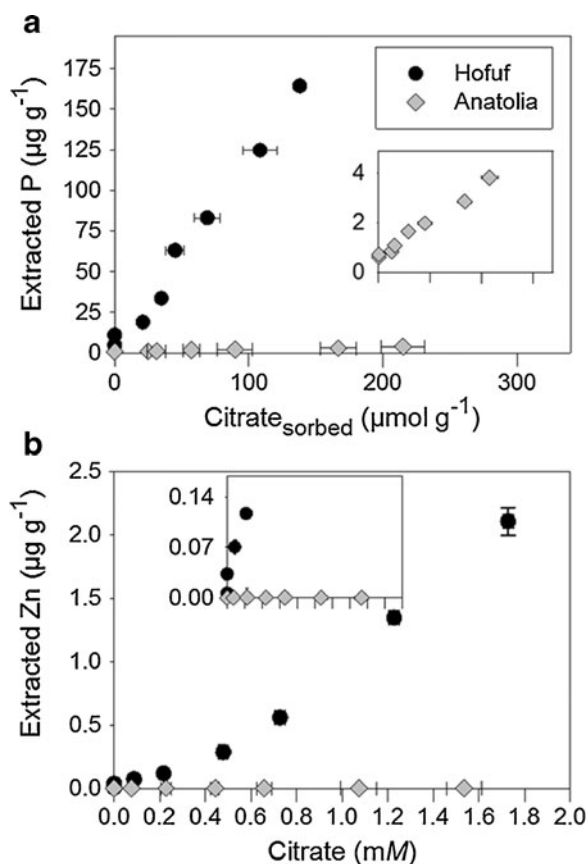 a
175
150
125
100
75
50
25
0
Extracted P (µg g⁻¹)
Hofuf
Anatolia
4
2
0
0 100 200 300
Citrate_sorbed (µmol g⁻¹)
b
2.5
2.0
1.5
1.0
0.5
0.0
Extracted Zn (µg g⁻¹)
0.14
0.07
0.00
0.0 0.2 0.4 0.6 0.8 1.0 1.2 1.4 1.6 1.8 2.0
Citrate (mM)